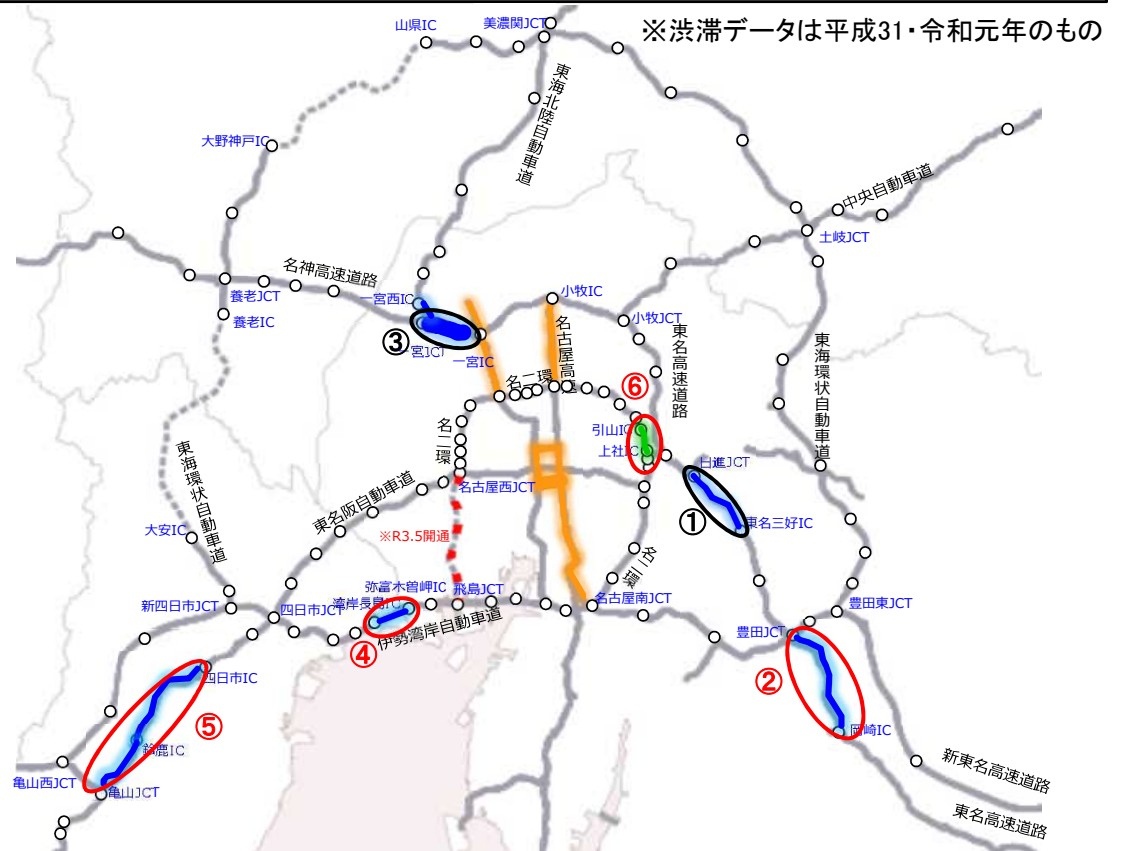 ※渋滞データは平成31・令和元年のもの
山県IC
美濃関JCT
東海北陸自動車道
大野神戸IC
中央自動車道
土岐JCT
名神高速道路
養老JCT
養老IC
一宮西IC
小牧IC
小牧JCT
③
一宮JCT
一宮IC
名古屋高速
東名高速道路
東海環状自動車道
名二環
⑥
引山IC
上社IC
名二環
日進JCT
東海環状自動車道
東名阪自動車道
名古屋西JCT
①
東名三好IC
大安IC
※R3.5開通
名二環
弥富木曽岬IC
飛島JCT
湾岸長島IC
名古屋南JCT
新四日市JCT
四日市JCT
伊勢湾岸自動車道
豊田東JCT
豊田JCT
④
②
四日市IC
⑤
岡崎IC
鈴鹿IC
新東名高速道路
亀山西JCT
亀山JCT
東名高速道路